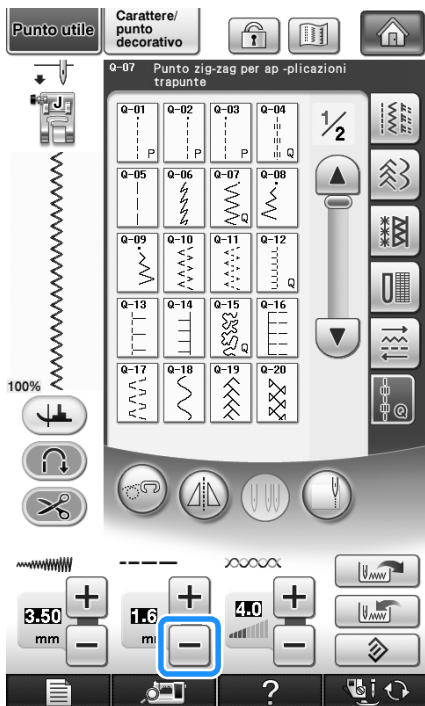 Punto utile
Carattere/
punto
decorativo
Q-07 Punto zig-zag per ap -plicazioni
trapunte
J
Q-01 Q-02 Q-03 Q-04
P P P Q
1/2
Q-05 Q-06 Q-07 Q-08
Q
Q-09 Q-10 Q-11 Q-12
Q
Q-13 Q-14 Q-15 Q-16
Q
Q-17 Q-18 Q-19 Q-20
Q
100%
3.50 1.6 4.0
mm m
?
i